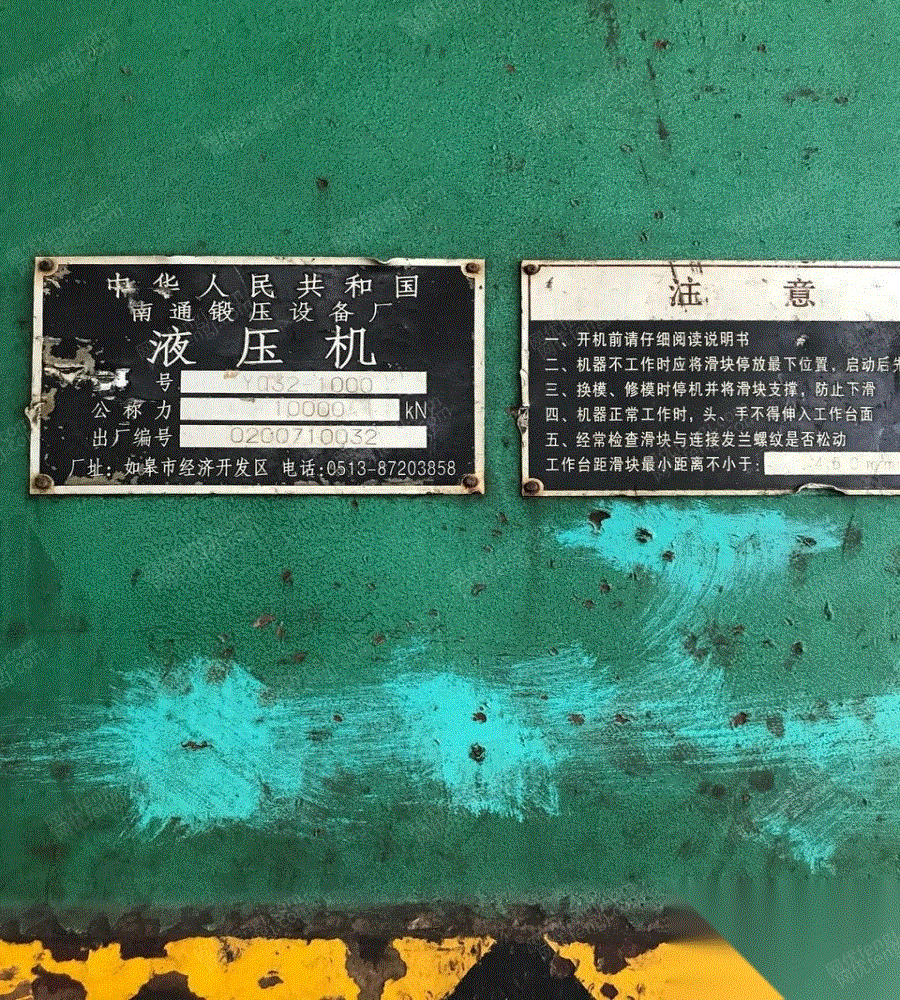 中华人民共和国
南通锻压设备厂
液压机
号 YQ32-1000
公称力 10000 kN
出厂编号 0200710032
厂址：如皋市经济开发区 电话:0513-87203858
注意
一、开机前请仔细阅读说明书
二、机器不工作时应将滑块停放最下位置，启动后先
三、换模、修模时停机并将滑块支撑，防止下滑
四、机器正常工作时，头、手不得伸入工作台面
五、经常检查滑块与连接发兰螺纹是否松动
工作台距滑块最小距离不小于：